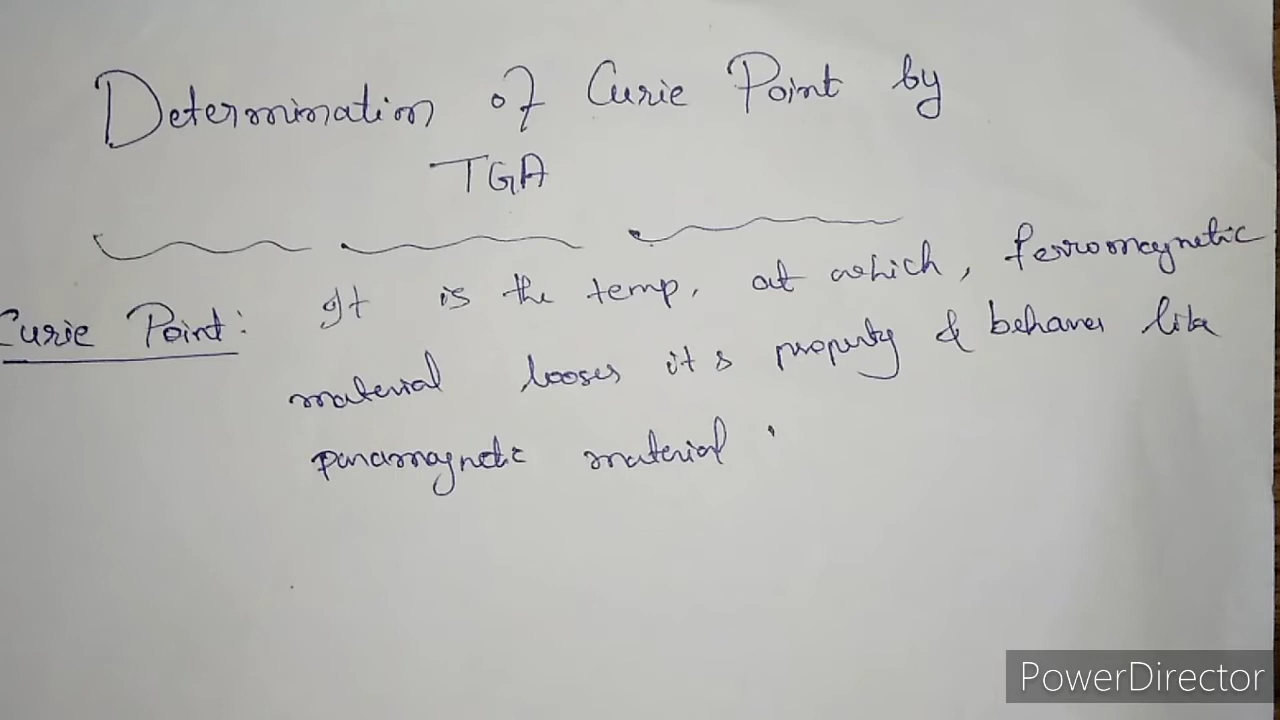 Determination of Curie Point by
TGA
Curie Point: It is the temp, at which, ferromagnetic
material looses it's property & behaves like
paramagnetic material.
PowerDirector